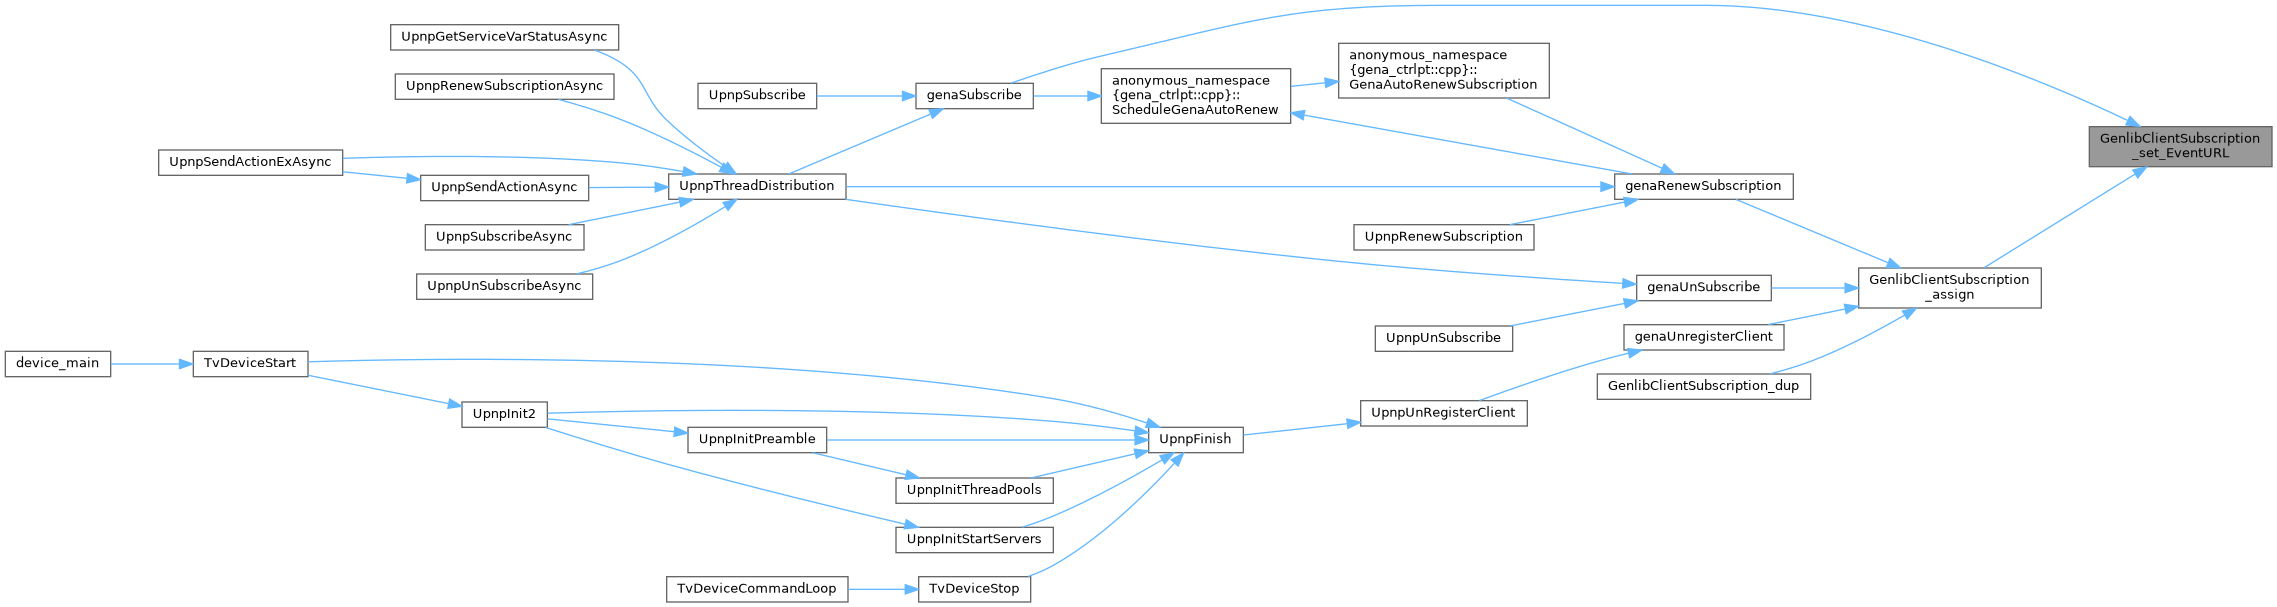 UpnpGetServiceVarStatusAsync
UpnpRenewSubscriptionAsync
UpnpSubscribe
genaSubscribe
anonymous_namespace
{gena_ctrlpt::cpp}::
ScheduleGenaAutoRenew
anonymous_namespace
{gena_ctrlpt::cpp}::
GenaAutoRenewSubscription
GenlibClientSubscription
_set_EventURL
UpnpSendActionExAsync
UpnpSendActionAsync
UpnpThreadDistribution
genaRenewSubscription
UpnpSubscribeAsync
UpnpRenewSubscription
UpnpUnSubscribeAsync
genaUnSubscribe
GenlibClientSubscription
_assign
UpnpUnSubscribe
genaUnregisterClient
device_main
TvDeviceStart
GenlibClientSubscription_dup
UpnpInit2
UpnpUnRegisterClient
UpnpInitPreamble
UpnpFinish
UpnpInitThreadPools
UpnpInitStartServers
TvDeviceCommandLoop
TvDeviceStop